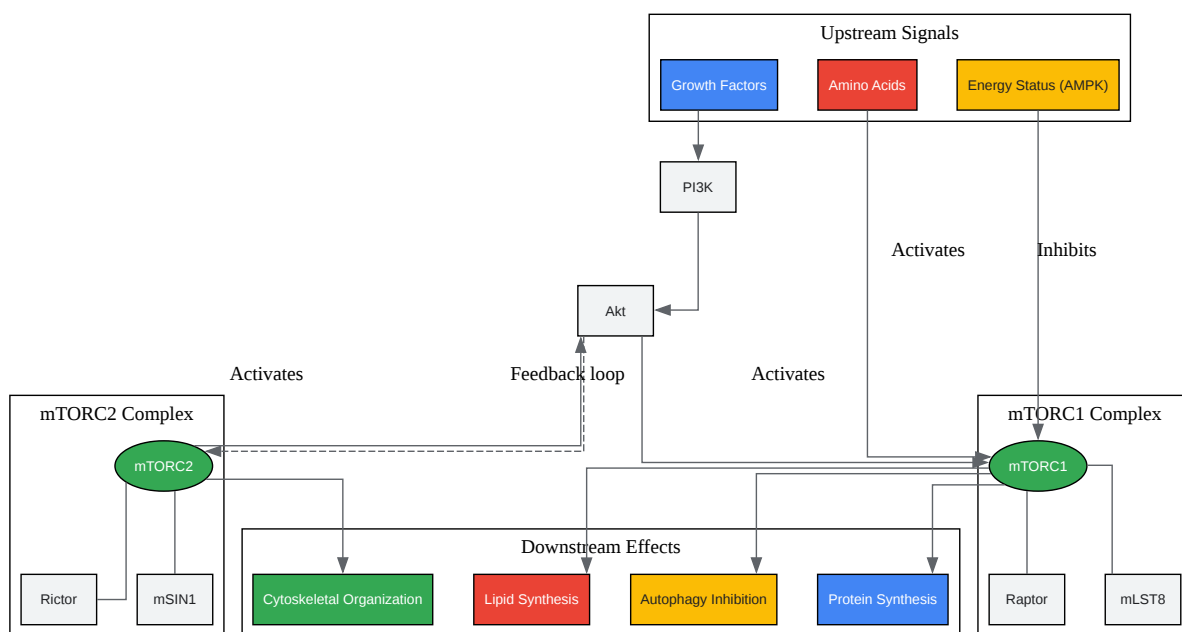 Upstream Signals
Growth Factors
Amino Acids
Energy Status (AMPK)
PI3K
Activates
Inhibits
Akt
Activates
Feedback loop
Activates
mTORC2 Complex
mTORC1 Complex
mTORC2
mTORC1
Downstream Effects
Rictor
mSIN1
Cytoskeletal Organization
Lipid Synthesis
Autophagy Inhibition
Protein Synthesis
Raptor
mLST8